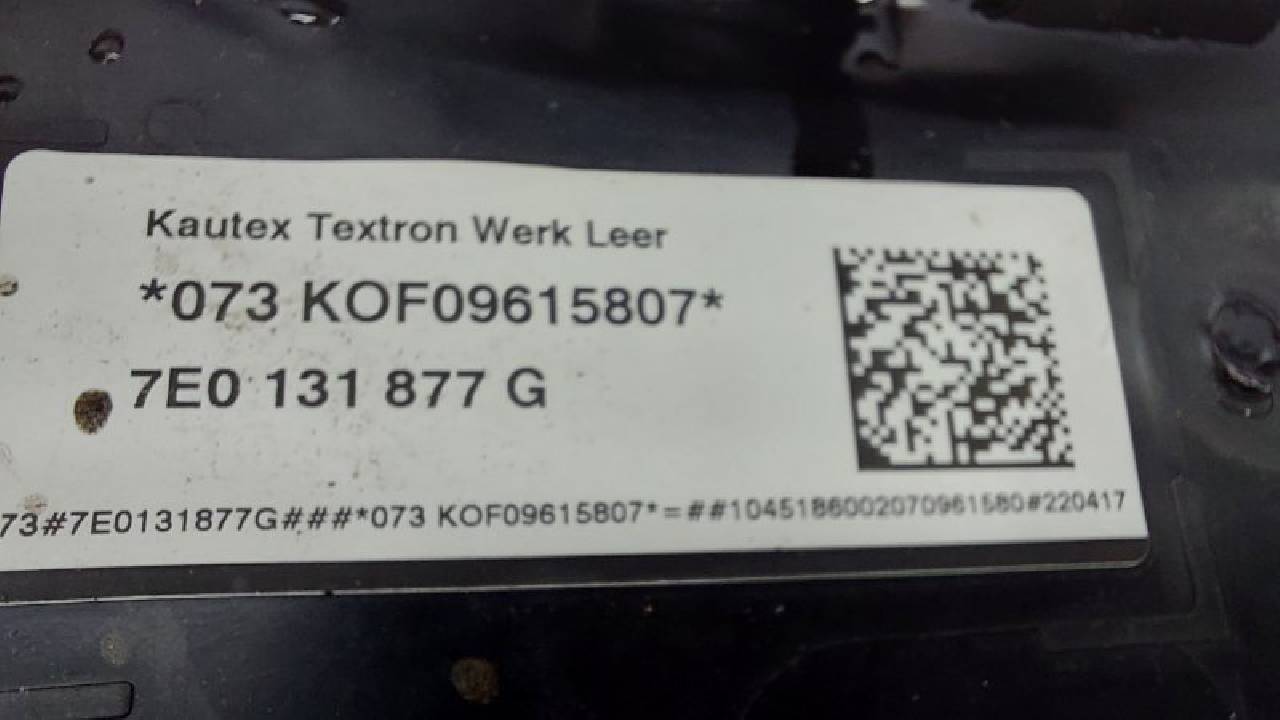 Kautex Textron Werk Leer
*073 KOF09615807*
7E0 131 877 G
73#7E0131877G###*073 KOF09615807*=##1045186002070961580#220417